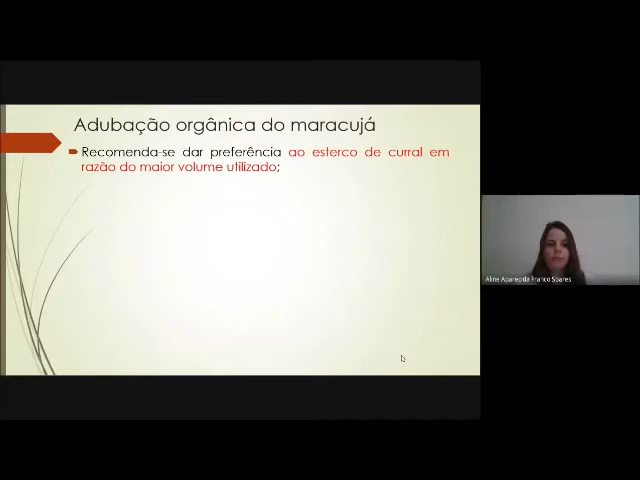 Adubação orgânica do maracujá
Recomenda-se dar preferência ao esterco de curral em
razão do maior volume utilizado;
Aline Aparecida Franco Soares